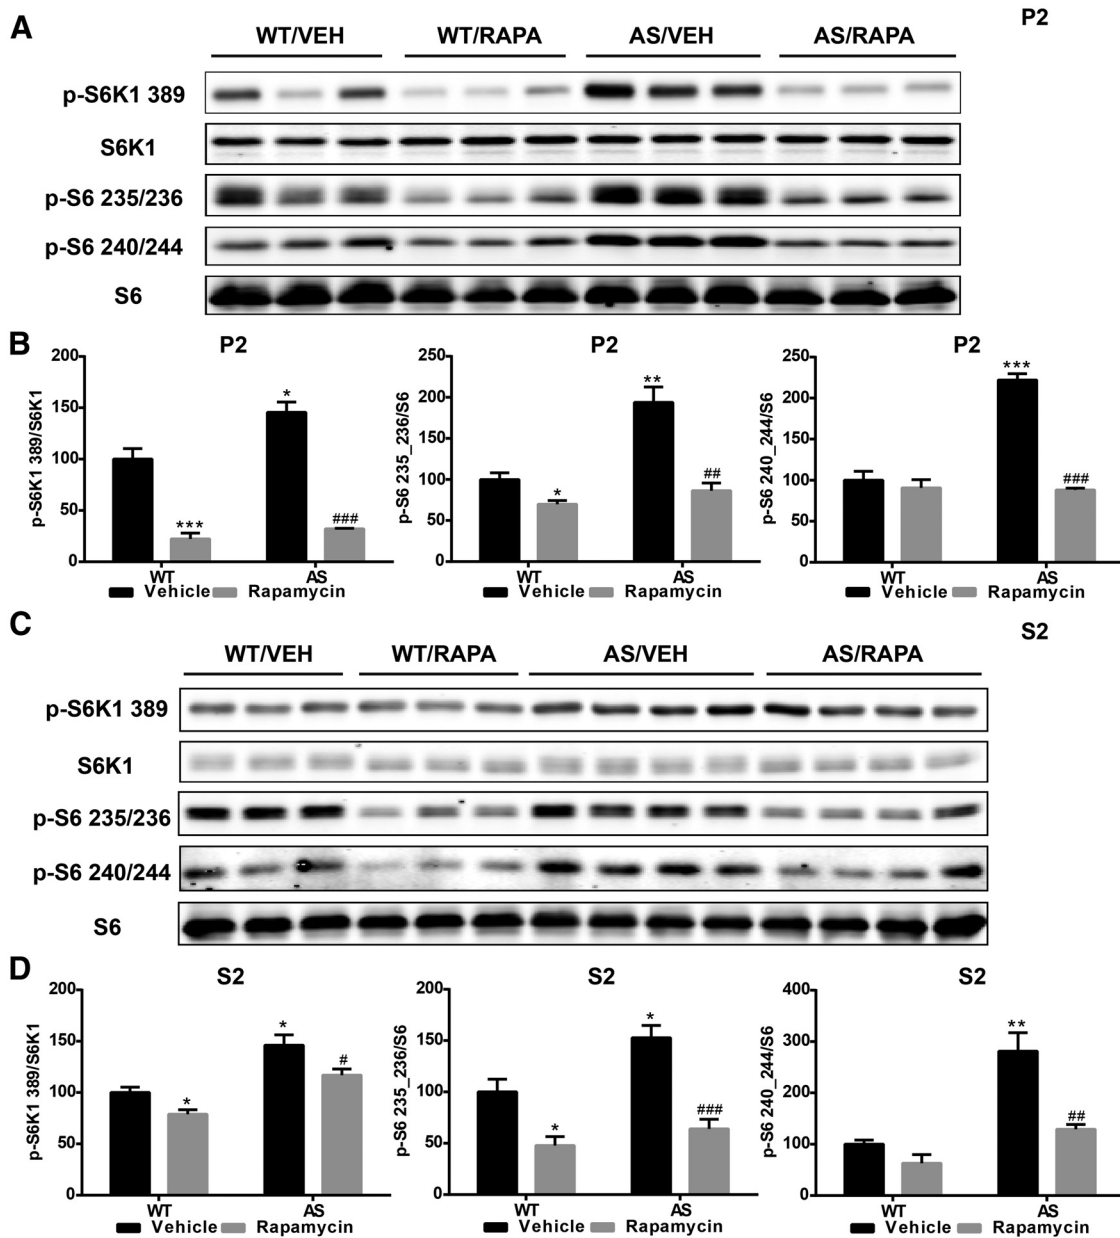 A
P2
WT/VEH WT/RAPA AS/VEH AS/RAPA
p-S6K1 389
S6K1
p-S6 235/236
p-S6 240/244
S6
B
P2
200
150
100
50
0
p-S6K1 389/S6K1
*
***
###
WT AS
Vehicle Rapamycin
P2
250
200
150
100
50
0
p-S6 235_236/S6
**
*
##
WT AS
Vehicle Rapamycin
P2
250
200
150
100
50
0
p-S6 240_244/S6
***
###
WT AS
Vehicle Rapamycin
C
S2
WT/VEH WT/RAPA AS/VEH AS/RAPA
p-S6K1 389
S6K1
p-S6 235/236
p-S6 240/244
S6
D
S2
200
150
100
50
0
p-S6K1 389/S6K1
*
*
#
WT AS
Vehicle Rapamycin
S2
200
150
100
50
0
p-S6 235_236/S6
*
*
###
WT AS
Vehicle Rapamycin
S2
400
300
200
100
0
p-S6 240_244/S6
**
##
WT AS
Vehicle Rapamycin